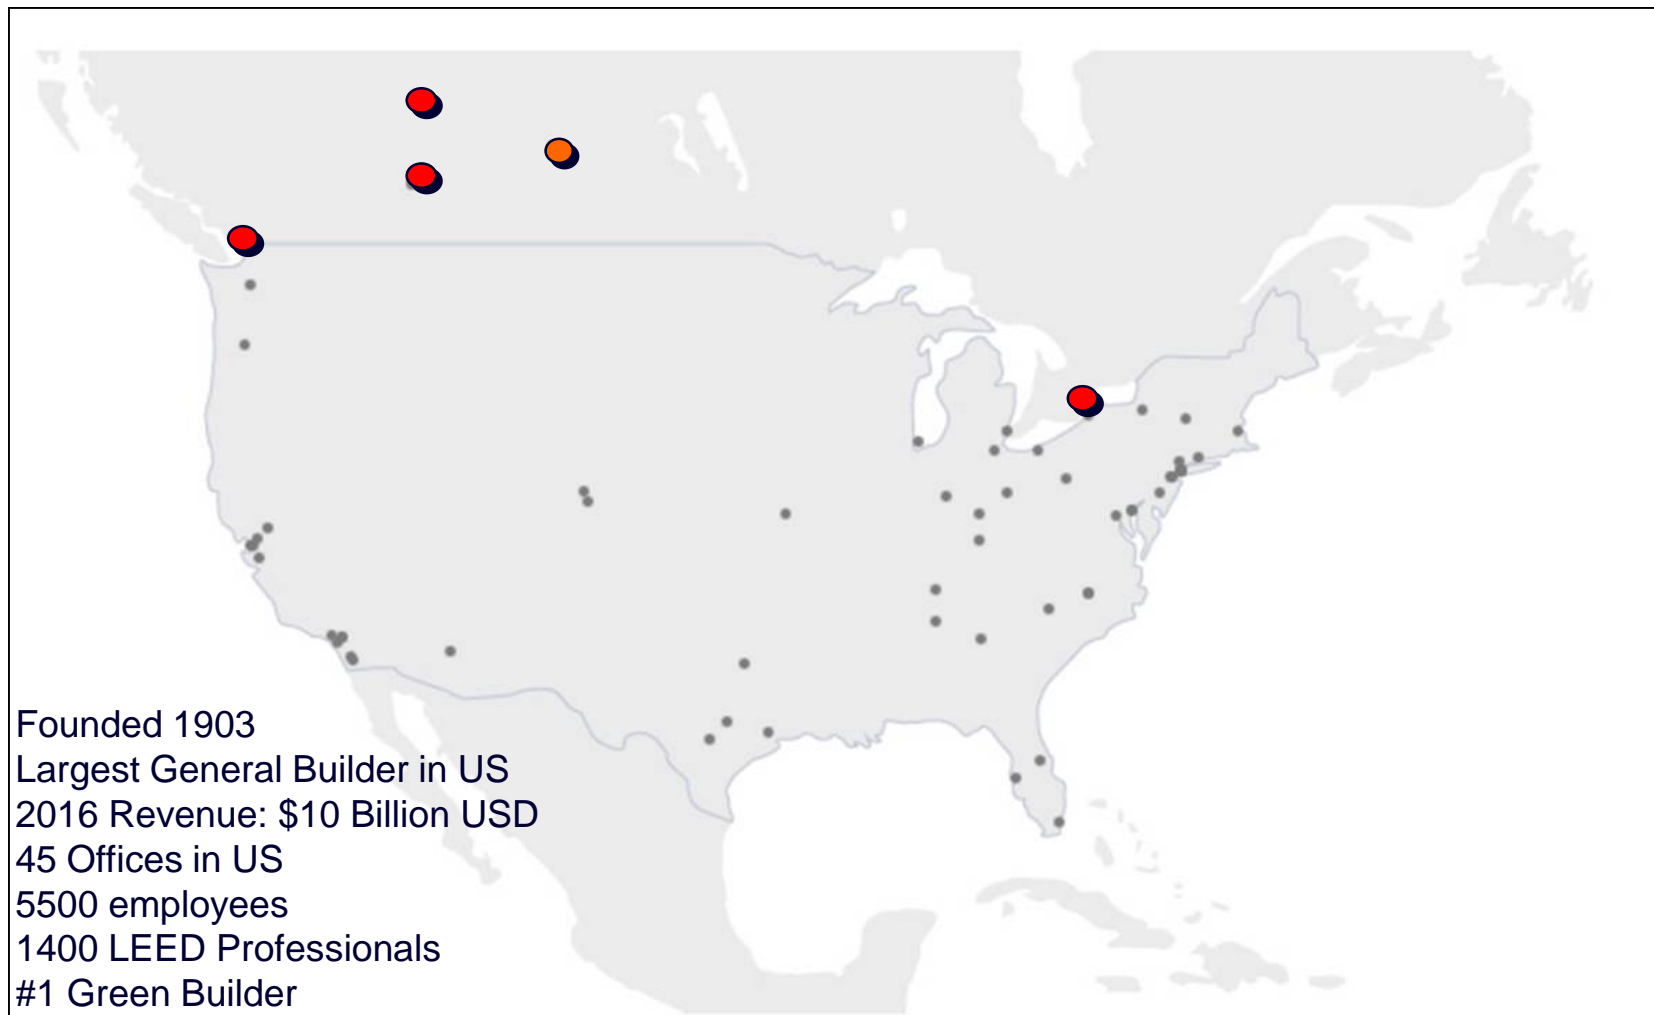 Founded 1903
Largest General Builder in US
2016 Revenue: $10 Billion USD
45 Offices in US
5500 employees
1400 LEED Professionals
#1 Green Builder